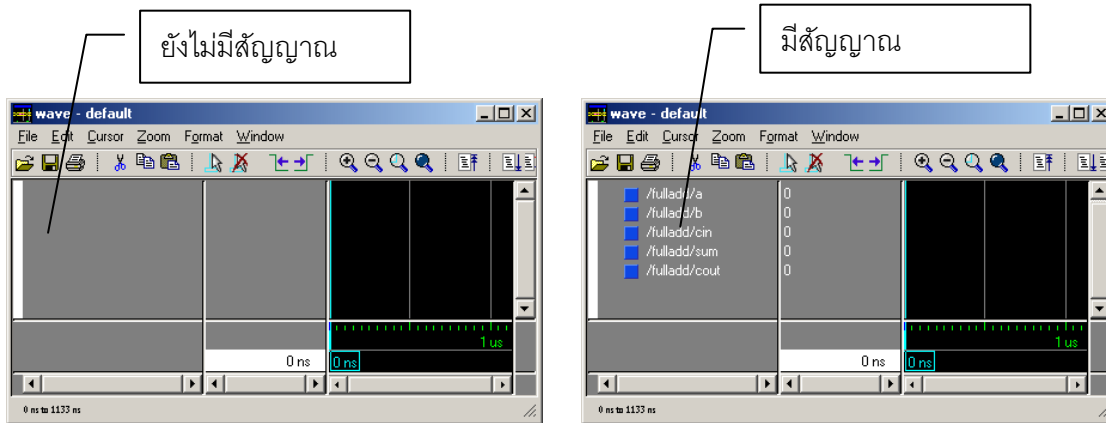 ยังไม่มีสัญญาณ
wave - default
File Edit Cursor Zoom Format Window
1 us
0 ns
0 ns
0 ns to 1133 ns
มีสัญญาณ
wave - default
File Edit Cursor Zoom Format Window
/fulladd/a 0
/fulladd/b 0
/fulladd/cin 0
/fulladd/sum 0
/fulladd/cout 0
1 us
0 ns
0 ns
0 ns to 1133 ns